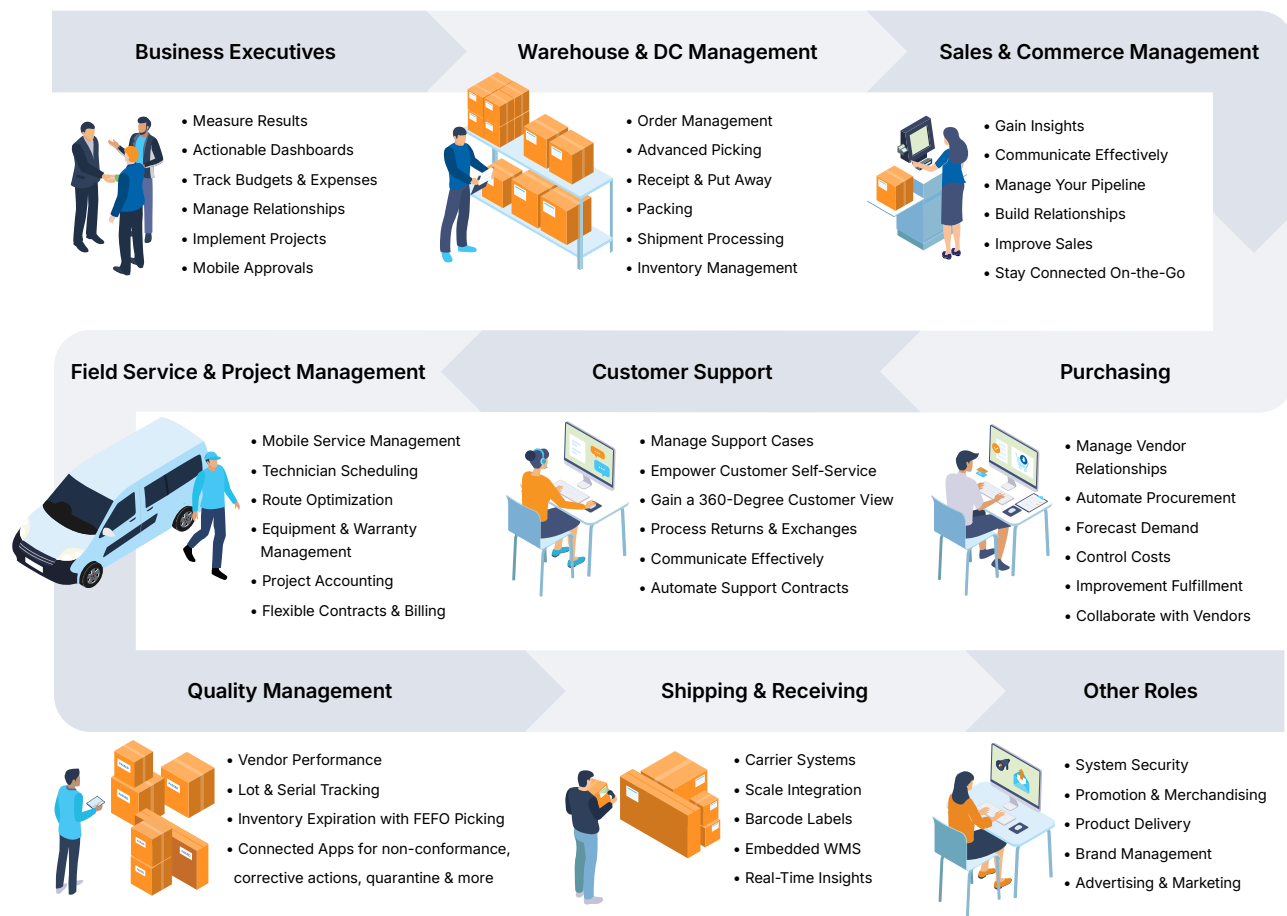 Business Executives
• Measure Results
• Actionable Dashboards
• Track Budgets & Expenses
• Manage Relationships
• Implement Projects
• Mobile Approvals
Warehouse & DC Management
• Order Management
• Advanced Picking
• Receipt & Put Away
• Packing
• Shipment Processing
• Inventory Management
Sales & Commerce Management
• Gain Insights
• Communicate Effectively
• Manage Your Pipeline
• Build Relationships
• Improve Sales
• Stay Connected On-the-Go
Field Service & Project Management
• Mobile Service Management
• Technician Scheduling
• Route Optimization
• Equipment & Warranty
Management
• Project Accounting
• Flexible Contracts & Billing
Customer Support
• Manage Support Cases
• Empower Customer Self-Service
• Gain a 360-Degree Customer View
• Process Returns & Exchanges
• Communicate Effectively
• Automate Support Contracts
Purchasing
• Manage Vendor
Relationships
• Automate Procurement
• Forecast Demand
• Control Costs
• Improvement Fulfillment
• Collaborate with Vendors
Quality Management
• Vendor Performance
• Lot & Serial Tracking
• Inventory Expiration with FEFO Picking
• Connected Apps for non-conformance,
corrective actions, quarantine & more
Shipping & Receiving
• Carrier Systems
• Scale Integration
• Barcode Labels
• Embedded WMS
• Real-Time Insights
Other Roles
• System Security
• Promotion & Merchandising
• Product Delivery
• Brand Management
• Advertising & Marketing